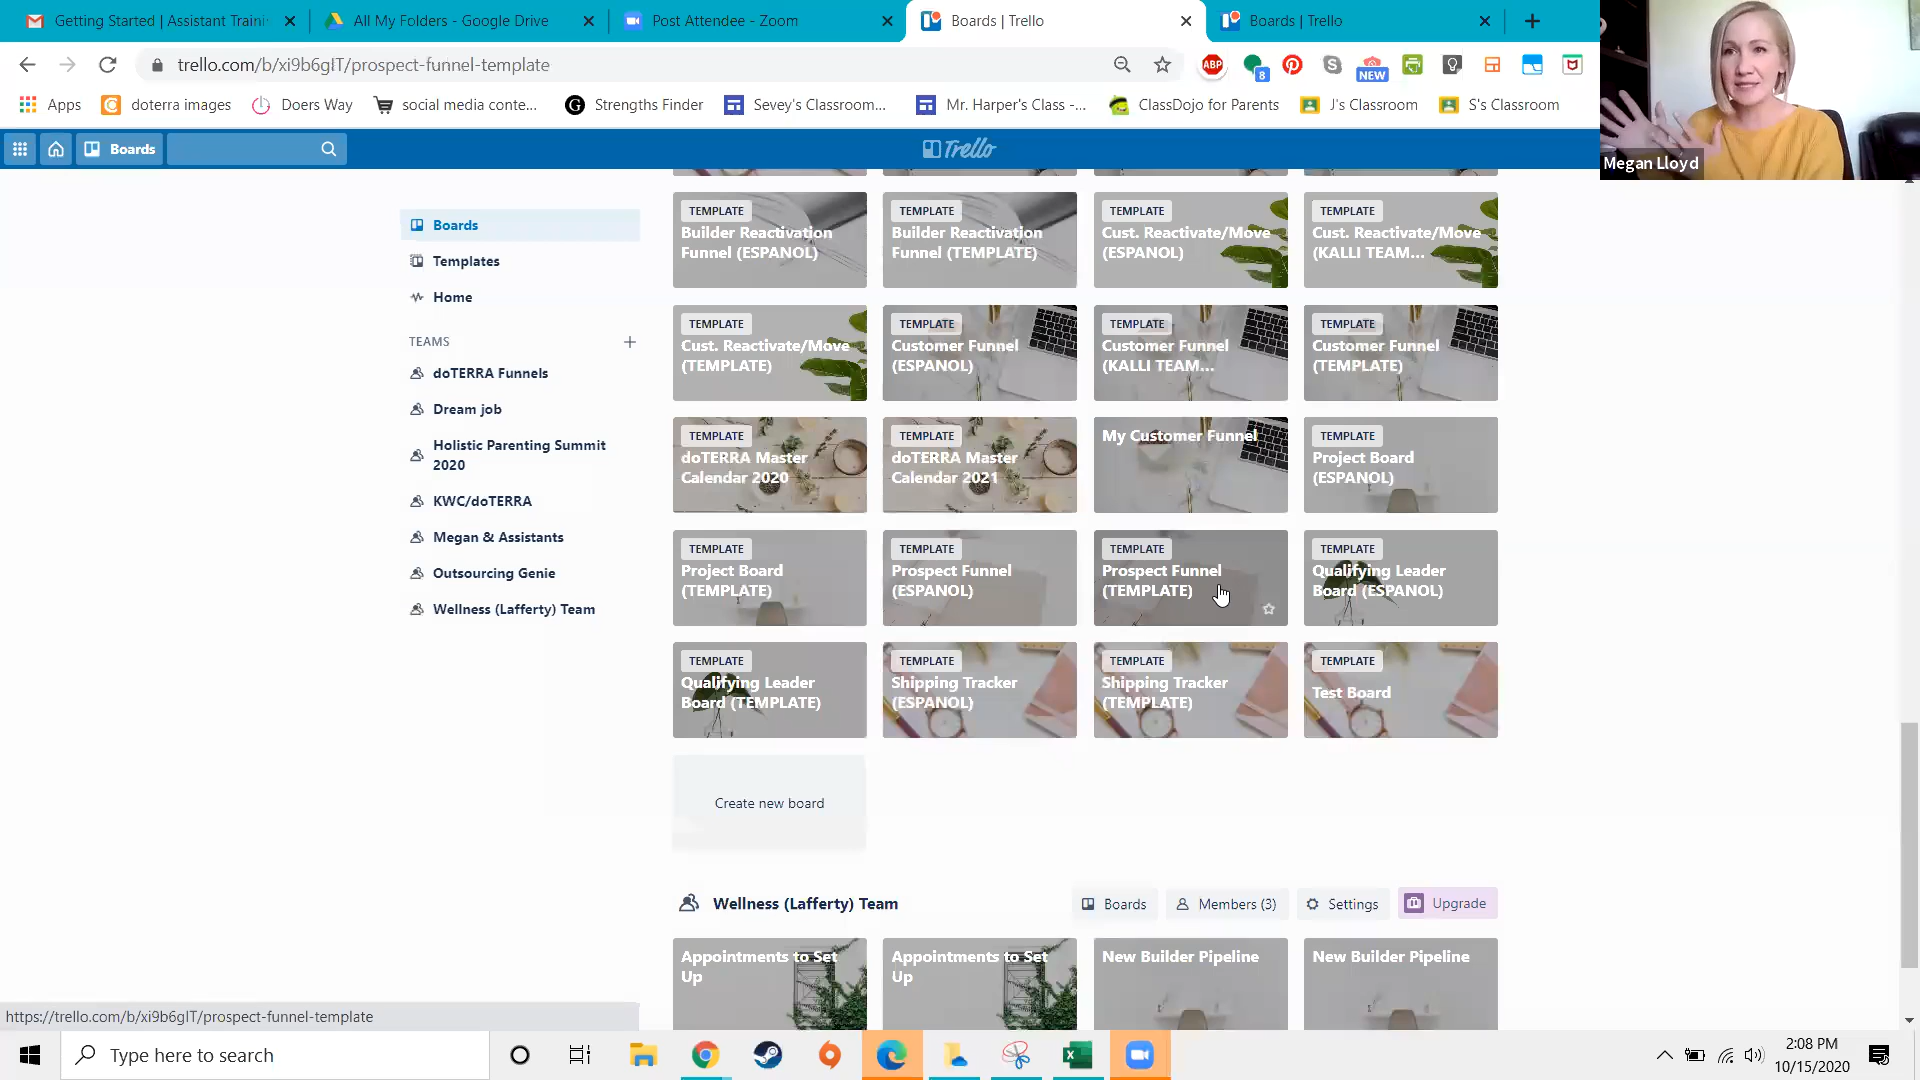 Getting Started | Assistant Traini
All My Folders - Google Drive
Post Attendee - Zoom
Boards | Trello
Boards | Trello
trello.com/b/xi9b6gIT/prospect-funnel-template
ABP
8
NEW
Apps
doterra images
Doers Way
social media conte...
Strengths Finder
Sevey's Classroom...
Mr. Harper's Class -...
ClassDojo for Parents
J's Classroom
S's Classroom
Megan Lloyd
Boards
Trello
Boards
Templates
Home
TEAMS
doTERRA Funnels
Dream job
Holistic Parenting Summit
2020
KWC/doTERRA
Megan & Assistants
Outsourcing Genie
Wellness (Lafferty) Team
TEMPLATE
Builder Reactivation
Funnel (ESPANOL)
TEMPLATE
Builder Reactivation
Funnel (TEMPLATE)
TEMPLATE
Cust. Reactivate/Move
(ESPANOL)
TEMPLATE
Cust. Reactivate/Move
(KALLI TEAM...
TEMPLATE
Cust. Reactivate/Move
(TEMPLATE)
TEMPLATE
Customer Funnel
(ESPANOL)
TEMPLATE
Customer Funnel
(KALLI TEAM...
TEMPLATE
Customer Funnel
(TEMPLATE)
TEMPLATE
doTERRA Master
Calendar 2020
TEMPLATE
doTERRA Master
Calendar 2021
My Customer Funnel
TEMPLATE
Project Board
(ESPANOL)
TEMPLATE
Project Board
(TEMPLATE)
TEMPLATE
Prospect Funnel
(ESPANOL)
TEMPLATE
Prospect Funnel
(TEMPLATE)
TEMPLATE
Qualifying Leader
Board (ESPANOL)
TEMPLATE
Qualifying Leader
Board (TEMPLATE)
TEMPLATE
Shipping Tracker
(ESPANOL)
TEMPLATE
Shipping Tracker
(TEMPLATE)
TEMPLATE
Test Board
Create new board
Wellness (Lafferty) Team
Boards
Members (3)
Settings
Upgrade
Appointments to Set
Up
Appointments to Set
Up
New Builder Pipeline
New Builder Pipeline
https://trello.com/b/xi9b6gIT/prospect-funnel-template
Type here to search
2:08 PM
10/15/2020